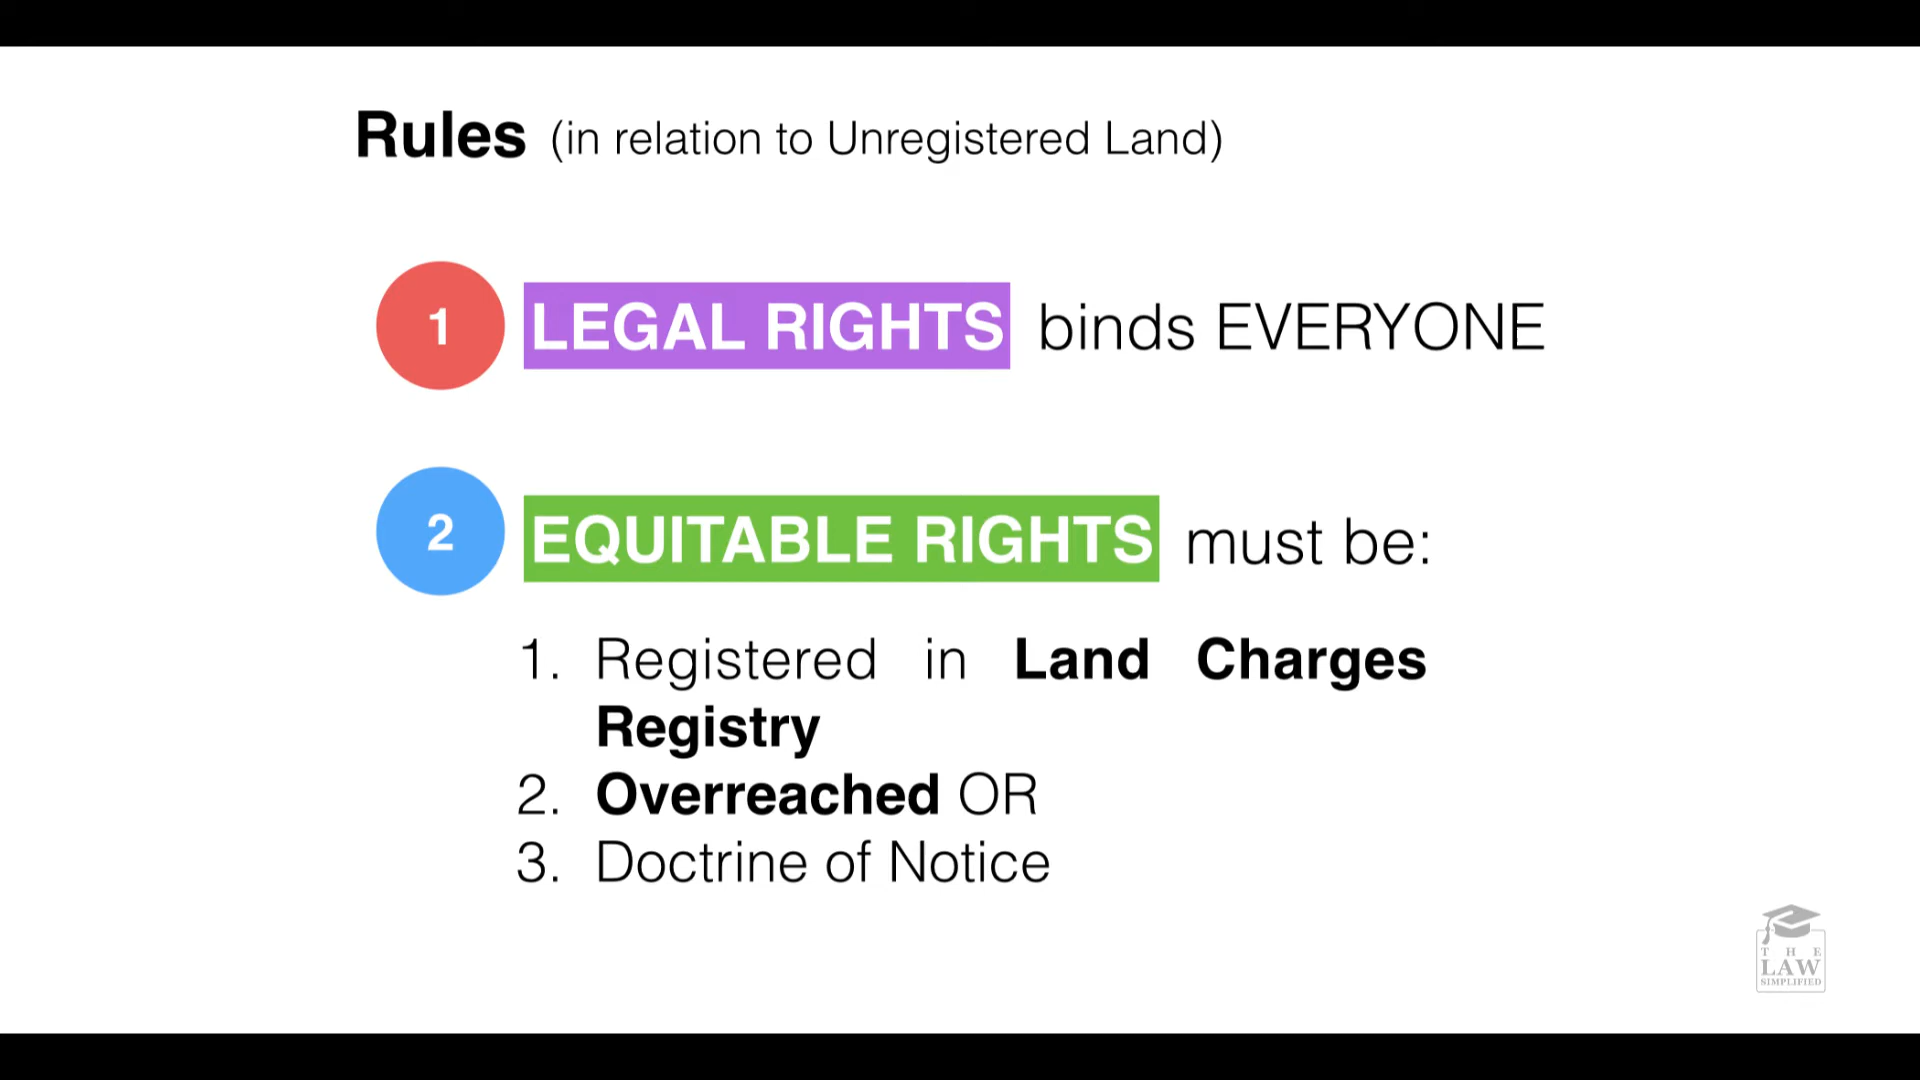 Rules (in relation to Unregistered Land)
1 LEGAL RIGHTS binds EVERYONE
2 EQUITABLE RIGHTS must be:
1. Registered in Land Charges
Registry
2. Overreached OR
3. Doctrine of Notice
THE
LAW
SIMPLIFIED